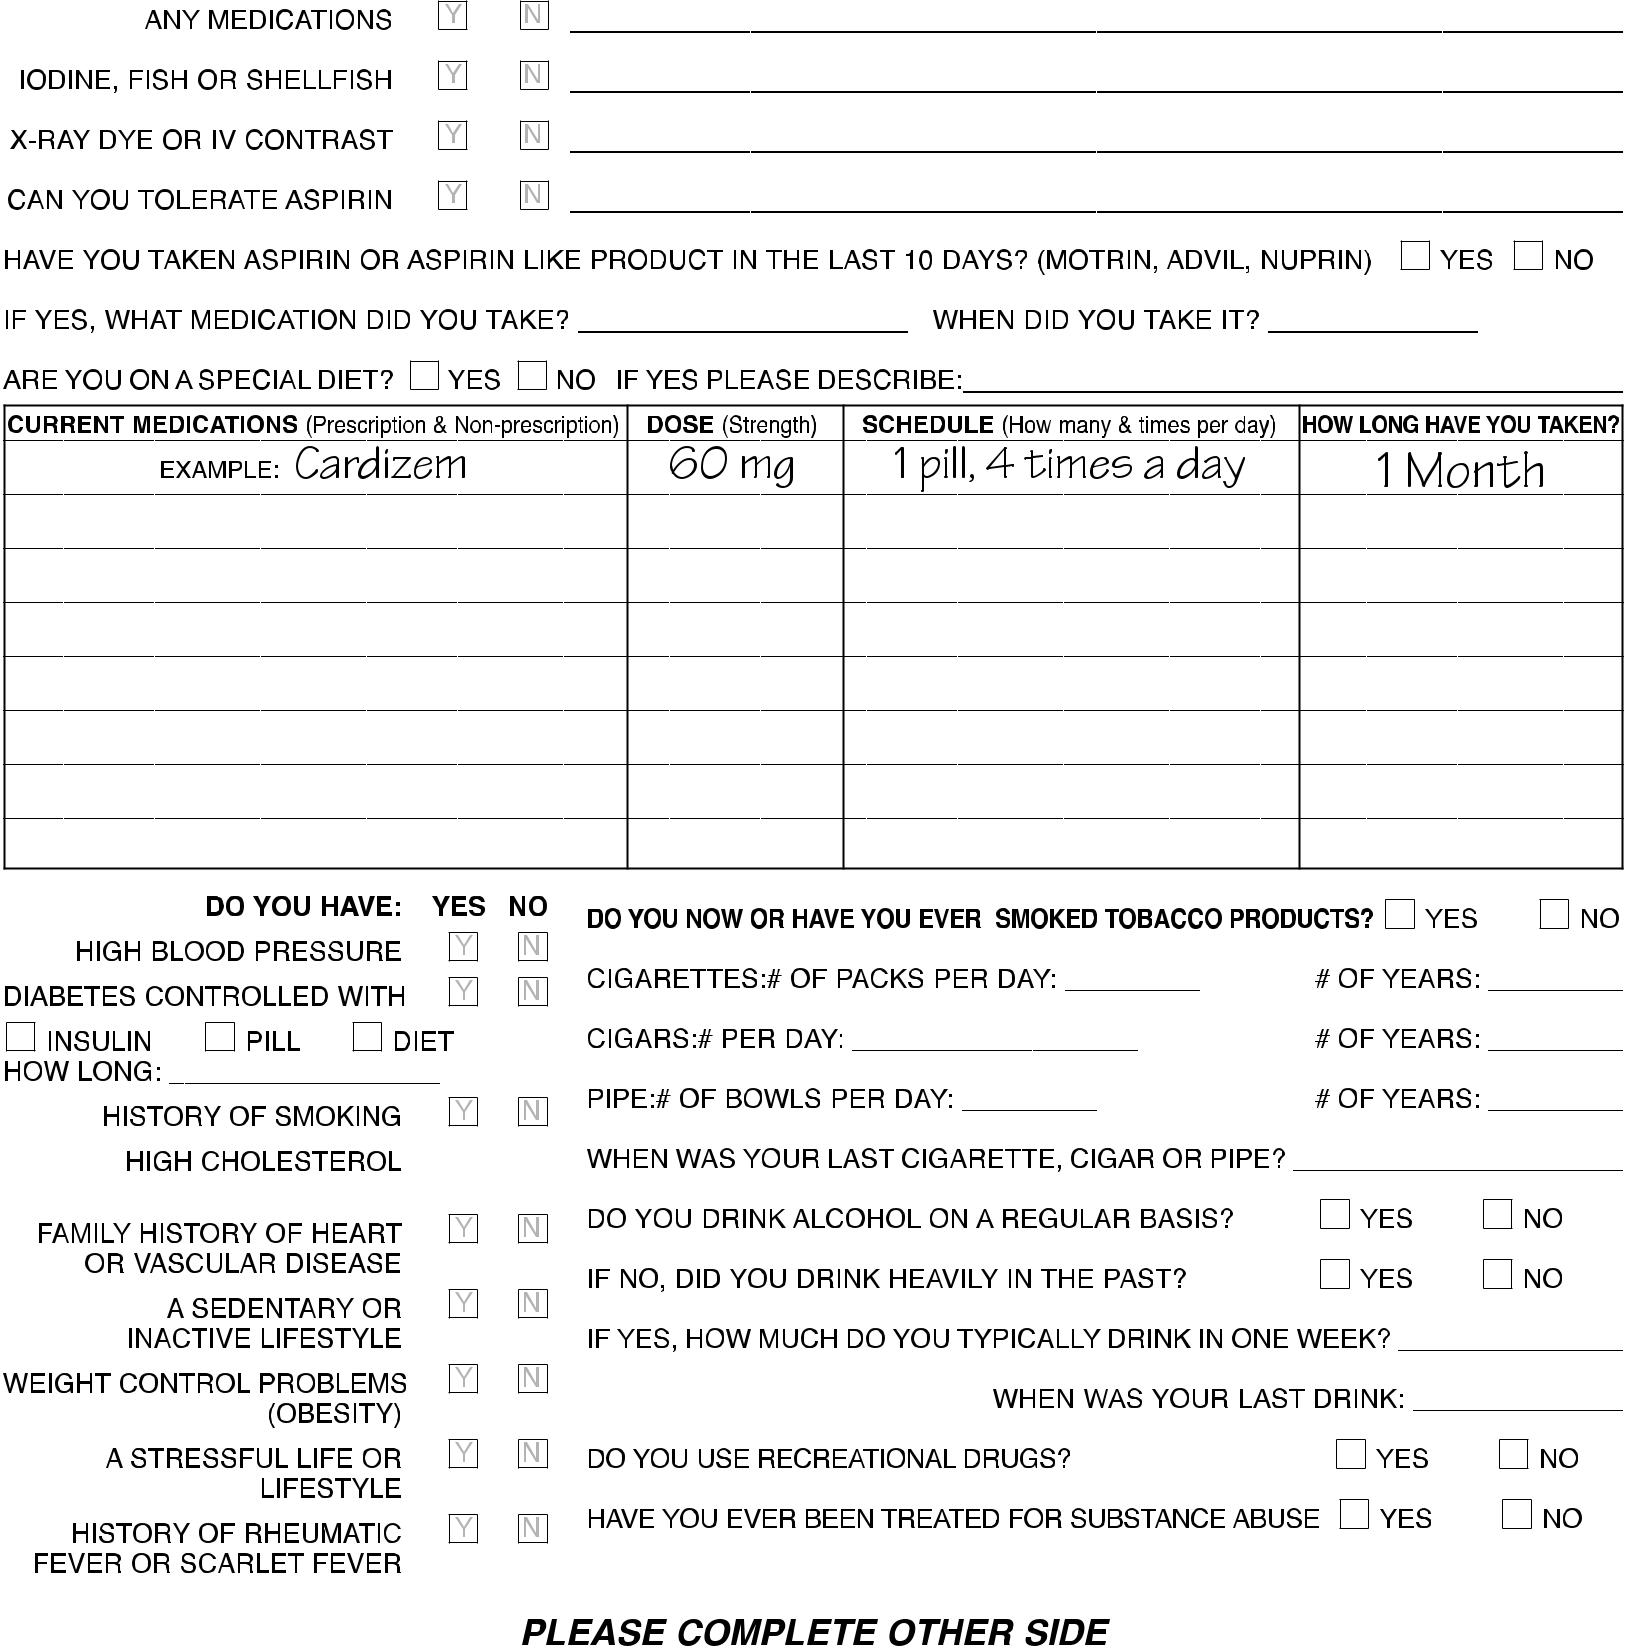 ANY MEDICATIONS Y N
IODINE, FISH OR SHELLFISH Y N
X-RAY DYE OR IV CONTRAST Y N
CAN YOU TOLERATE ASPIRIN Y N
HAVE YOU TAKEN ASPIRIN OR ASPIRIN LIKE PRODUCT IN THE LAST 10 DAYS? (MOTRIN, ADVIL, NUPRIN) YES NO
IF YES, WHAT MEDICATION DID YOU TAKE? WHEN DID YOU TAKE IT?
ARE YOU ON A SPECIAL DIET? YES NO IF YES PLEASE DESCRIBE:
CURRENT MEDICATIONS (Prescription & Non-prescription) DOSE (Strength) SCHEDULE (How many & times per day) HOW LONG HAVE YOU TAKEN?
EXAMPLE: Cardizem 60 mg 1 pill, 4 times a day 1 Month
DO YOU HAVE: YES NO
HIGH BLOOD PRESSURE Y N
DIABETES CONTROLLED WITH Y N
INSULIN PILL DIET
HOW LONG:
HISTORY OF SMOKING Y N
HIGH CHOLESTEROL
FAMILY HISTORY OF HEART Y N
OR VASCULAR DISEASE
A SEDENTARY OR Y N
INACTIVE LIFESTYLE
WEIGHT CONTROL PROBLEMS Y N
(OBESITY)
A STRESSFUL LIFE OR Y N
LIFESTYLE
HISTORY OF RHEUMATIC Y N
FEVER OR SCARLET FEVER
DO YOU NOW OR HAVE YOU EVER SMOKED TOBACCO PRODUCTS? YES NO
CIGARETTES:# OF PACKS PER DAY: # OF YEARS:
CIGARS:# PER DAY: # OF YEARS:
PIPE:# OF BOWLS PER DAY: # OF YEARS:
WHEN WAS YOUR LAST CIGARETTE, CIGAR OR PIPE?
DO YOU DRINK ALCOHOL ON A REGULAR BASIS? YES NO
IF NO, DID YOU DRINK HEAVILY IN THE PAST? YES NO
IF YES, HOW MUCH DO YOU TYPICALLY DRINK IN ONE WEEK?
WHEN WAS YOUR LAST DRINK:
DO YOU USE RECREATIONAL DRUGS? YES NO
HAVE YOU EVER BEEN TREATED FOR SUBSTANCE ABUSE YES NO
PLEASE COMPLETE OTHER SIDE